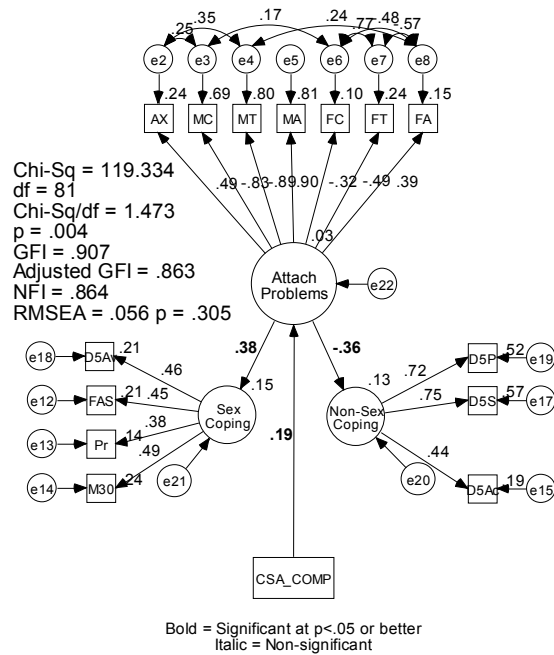 .25 .35 .17 .24 .77 -.48 -.57
e2 e3 e4 e5 e6 e7 e8
.24 .69 .80 .81 .10 .24 .15
AX MC MT MA FC FT FA
.49 -.83 -.89 .90 -.32 -.49 .39
Chi-Sq = 119.334
df = 81
Chi-Sq/df = 1.473
p = .004
GFI = .907
Adjusted GFI = .863
NFI = .864
RMSEA = .056 p = .305
.03
Attach
Problems
e22
.38 -.36
e18 .21 .46
e12 FAS .21 .45
e13 Pr .14 .38
e14 M30 .24 .49
.15
Sex
Coping
e21
.19
.13
Non-Sex
Coping
e20
.72 D5P .52 e19
.75 D5S .57 e17
.44 D5Ac .19 e15
CSA_COMP
Bold = Significant at p<.05 or better
Italic = Non-significant